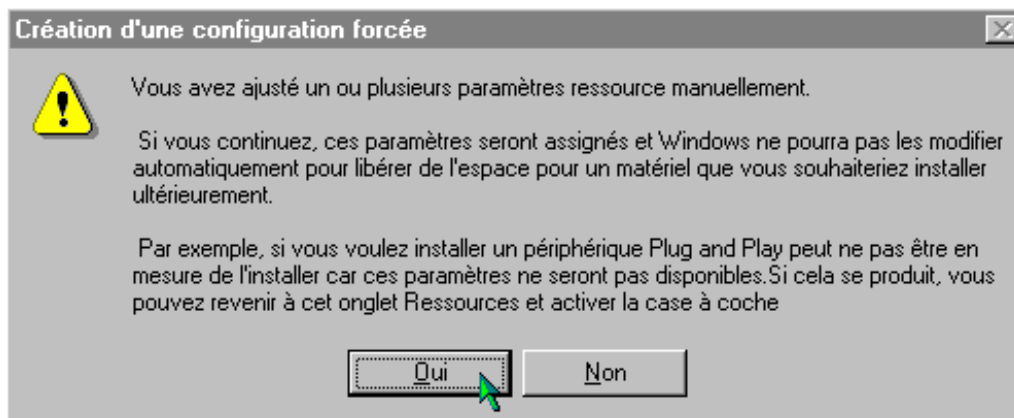 Création d'une configuration forcée
Vous avez ajusté un ou plusieurs paramètres ressource manuellement.
Si vous continuez, ces paramètres seront assignés et Windows ne pourra pas les modifier
automatiquement pour libérer de l'espace pour un matériel que vous souhaiteriez installer
ultérieurement.
Par exemple, si vous voulez installer un périphérique Plug and Play peut ne pas être en
mesure de l'installer car ces paramètres ne seront pas disponibles.Si cela se produit, vous
pouvez revenir à cet onglet Ressources et activer la case à coche
Oui Non